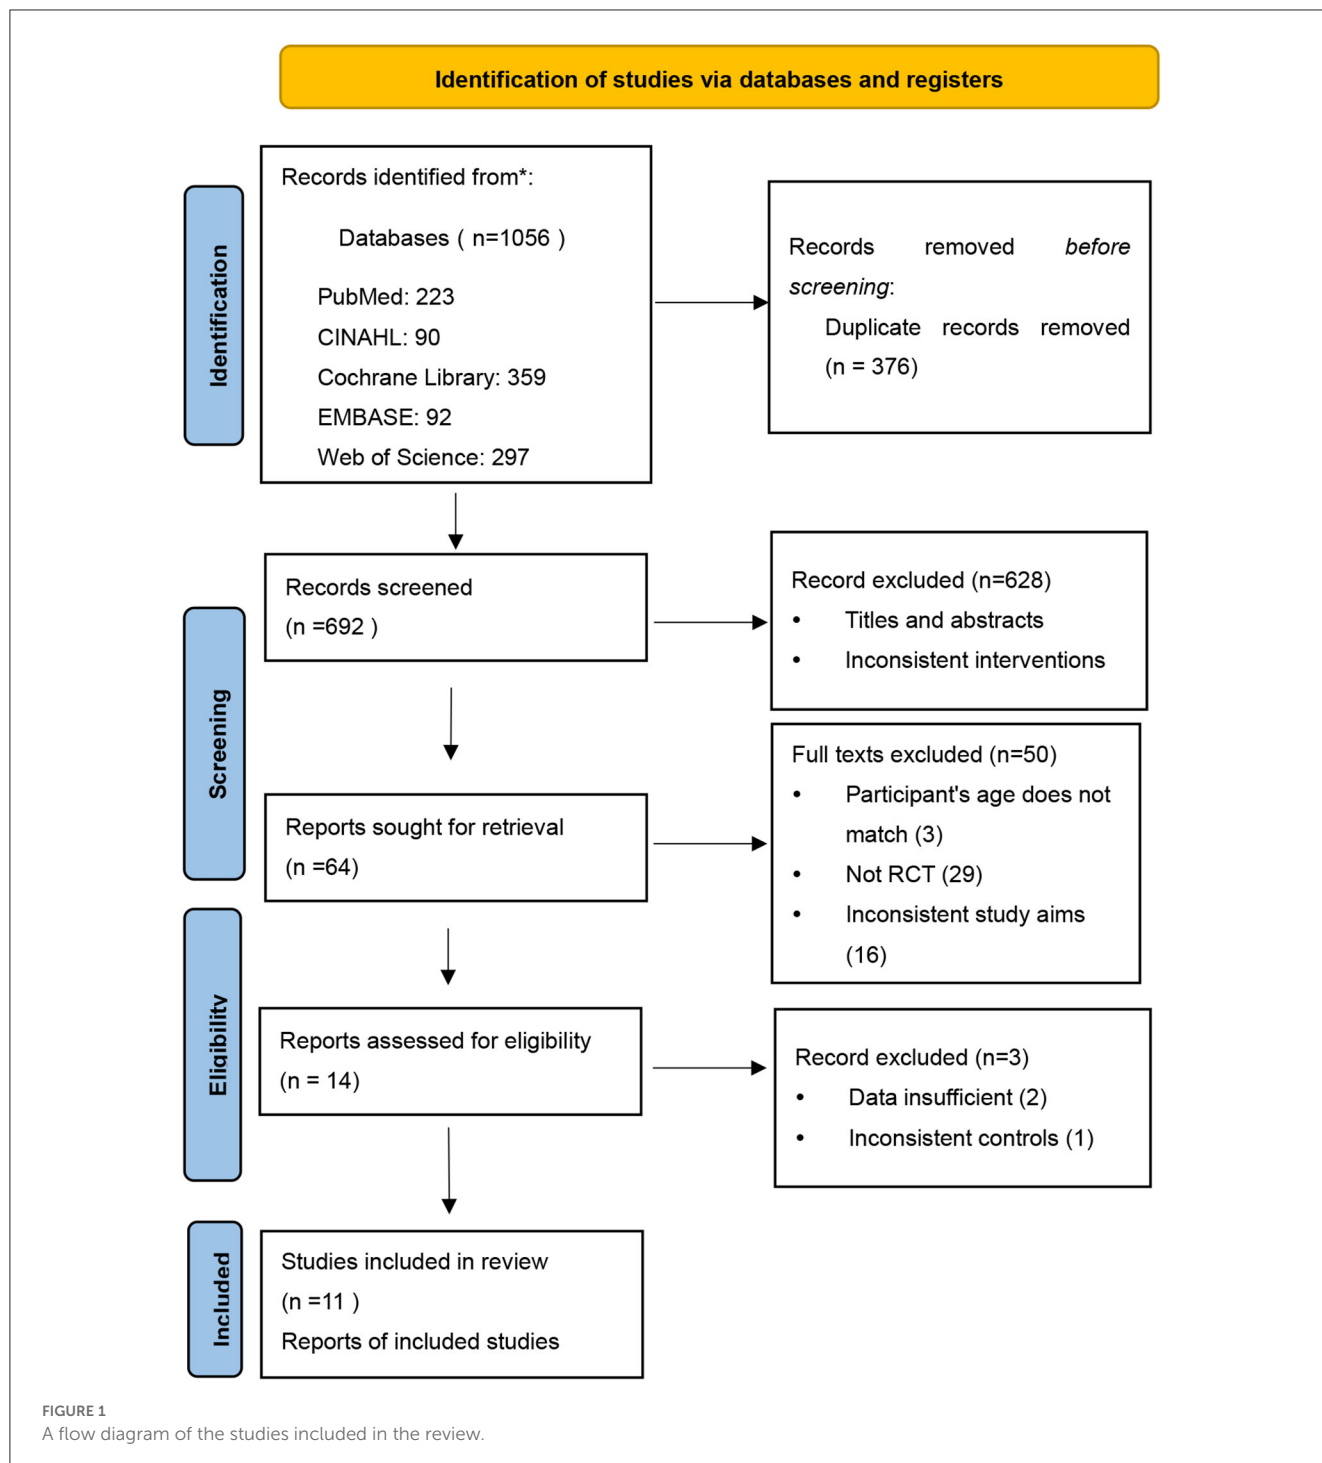 Identification of studies via databases and registers
Identification
Records identified from*:
Databases ( n=1056 )
PubMed: 223
CINAHL: 90
Cochrane Library: 359
EMBASE: 92
Web of Science: 297
Records removed before
screening:
Duplicate records removed
(n = 376)
Screening
Records screened
(n =692 )
Record excluded (n=628)
• Titles and abstracts
• Inconsistent interventions
Reports sought for retrieval
(n =64)
Full texts excluded (n=50)
• Participant's age does not
match (3)
• Not RCT (29)
• Inconsistent study aims
(16)
Eligibility
Reports assessed for eligibility
(n = 14)
Record excluded (n=3)
• Data insufficient (2)
• Inconsistent controls (1)
Included
Studies included in review
(n =11 )
Reports of included studies
FIGURE 1
A flow diagram of the studies included in the review.